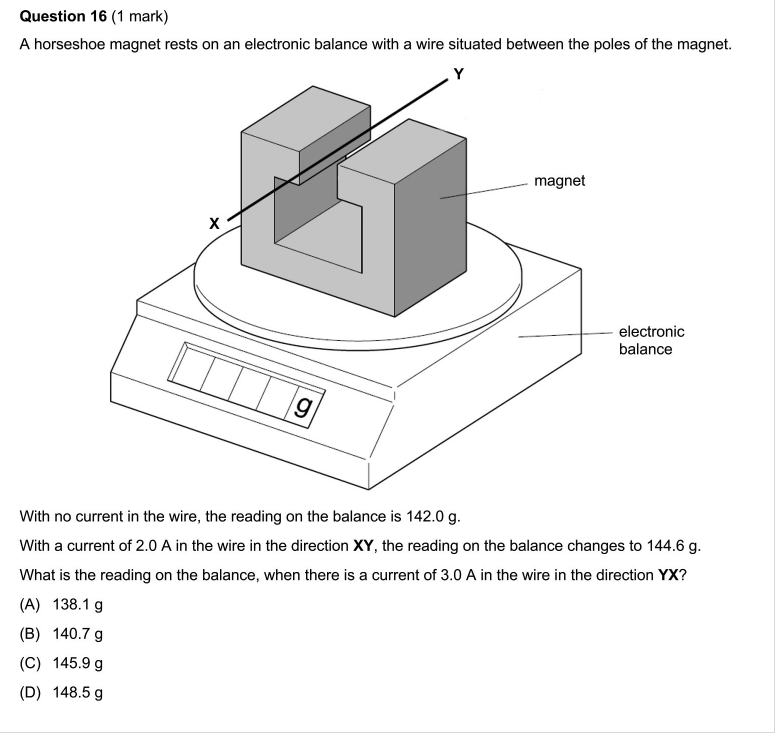 Question 16 (1 mark)
A horseshoe magnet rests on an electronic balance with a wire situated between the poles of the magnet.
Y
magnet
X
electronic
balance
g
With no current in the wire, the reading on the balance is 142.0 g.
With a current of 2.0 A in the wire in the direction XY, the reading on the balance changes to 144.6 g.
What is the reading on the balance, when there is a current of 3.0 A in the wire in the direction YX?
(A) 138.1 g
(B) 140.7 g
(C) 145.9 g
(D) 148.5 g